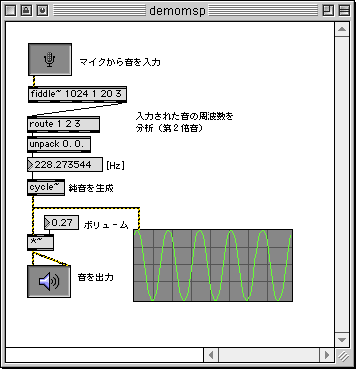 demomsp
マイクから音を入力
fiddle~ 1024 1 20 3
入力された音の周波数を
分析（第２倍音）
route 1 2 3
unpack 0. 0.
228.273544 [Hz]
cycle~ 純音を生成
0.27 ボリューム
*~
音を出力